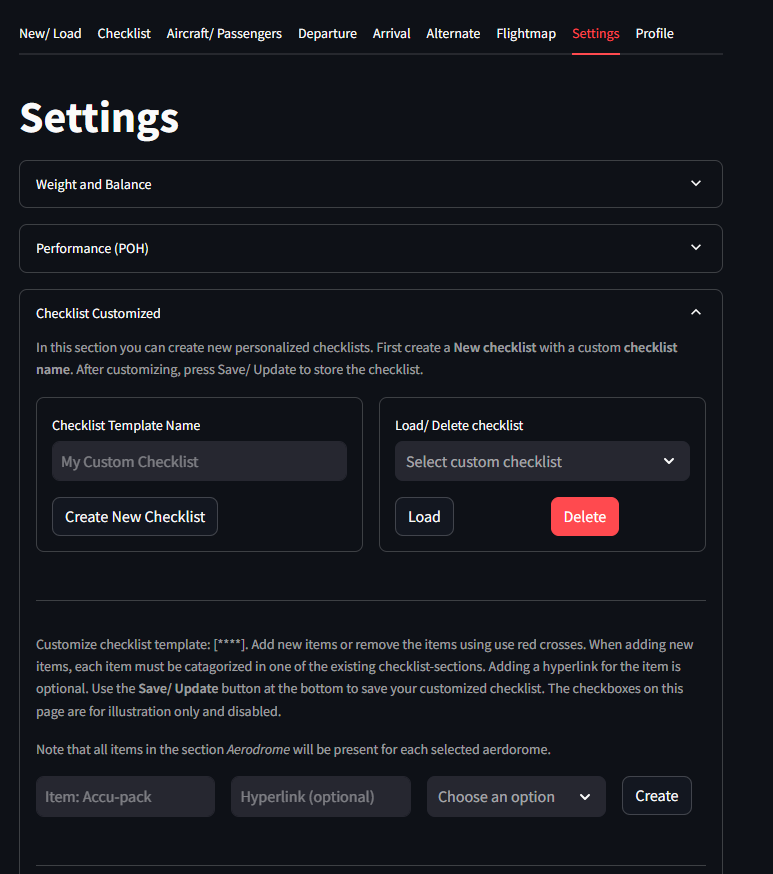 New/ Load Checklist Aircraft/ Passengers Departure Arrival Alternate Flightmap Settings Profile
Settings
Weight and Balance
Performance (POH)
Checklist Customized
In this section you can create new personalized checklists. First create a New checklist with a custom checklist
name. After customizing, press Save/ Update to store the checklist.
Checklist Template Name
My Custom Checklist
Create New Checklist
Load/ Delete checklist
Select custom checklist
Load Delete
Customize checklist template: [****]. Add new items or remove the items using use red crosses. When adding new
items, each item must be catagorized in one of the existing checklist-sections. Adding a hyperlink for the item is
optional. Use the Save/ Update button at the bottom to save your customized checklist. The checkboxes on this
page are for illustration only and disabled.
Note that all items in the section Aerodrome will be present for each selected aerdorome.
Item: Accu-pack Hyperlink (optional) Choose an option Create